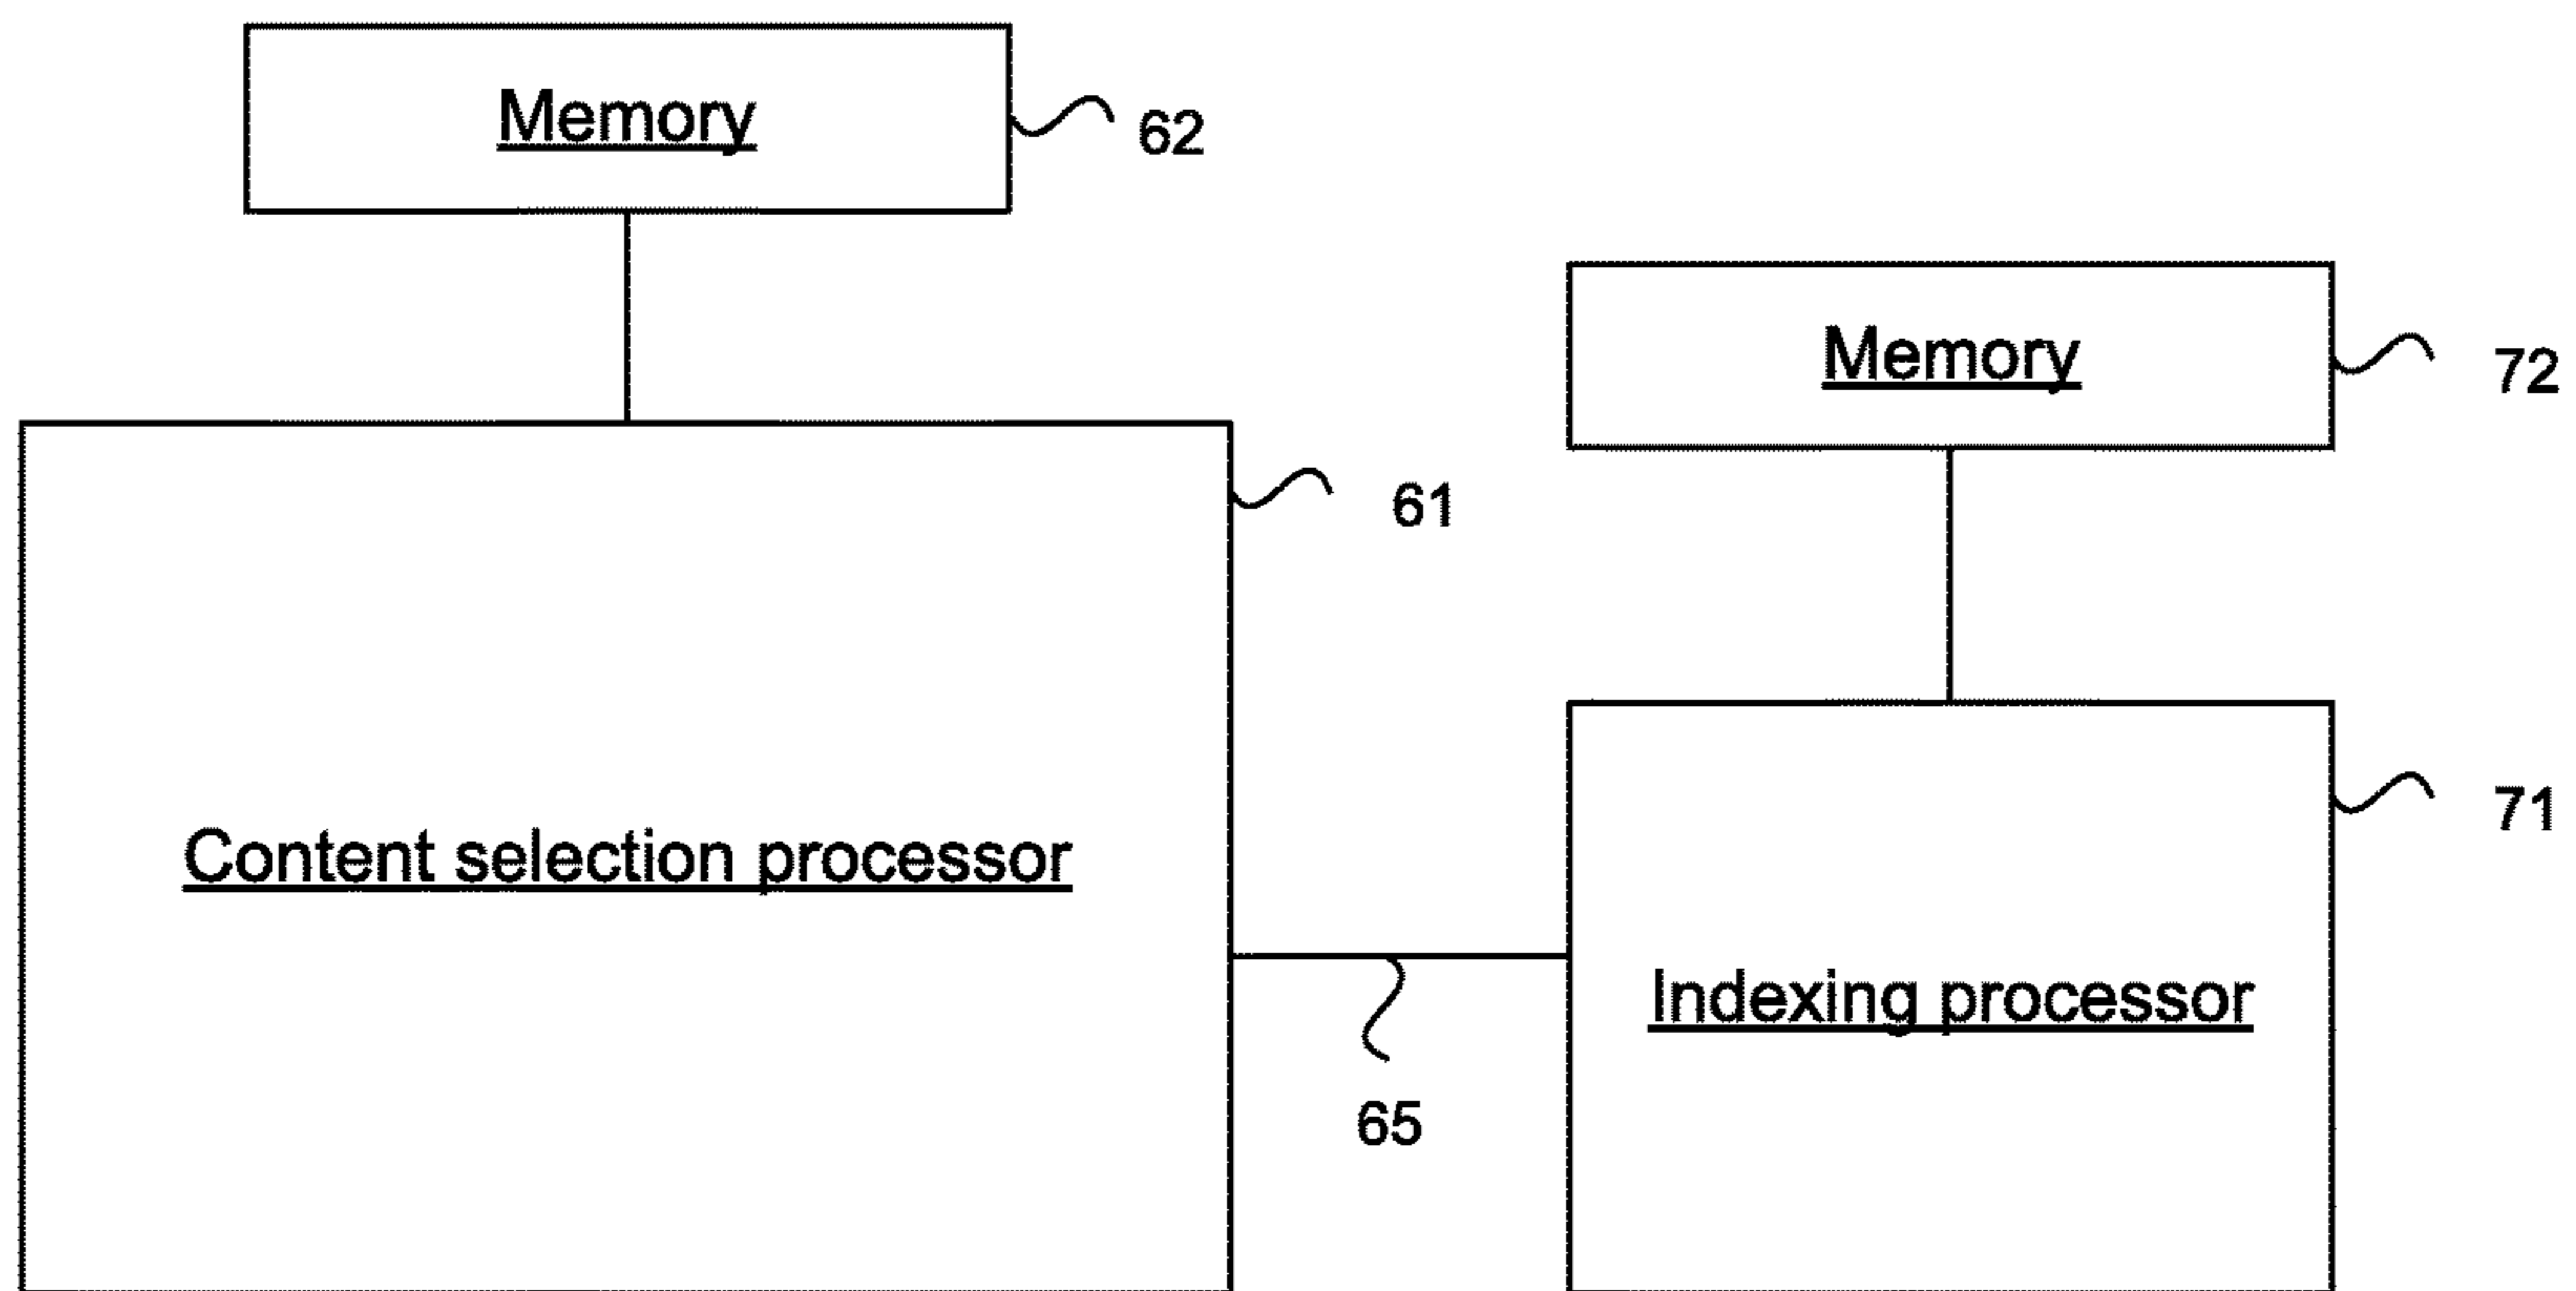 Memory
62
Memory
72
61
Content selection processor
71
Indexing processor
65